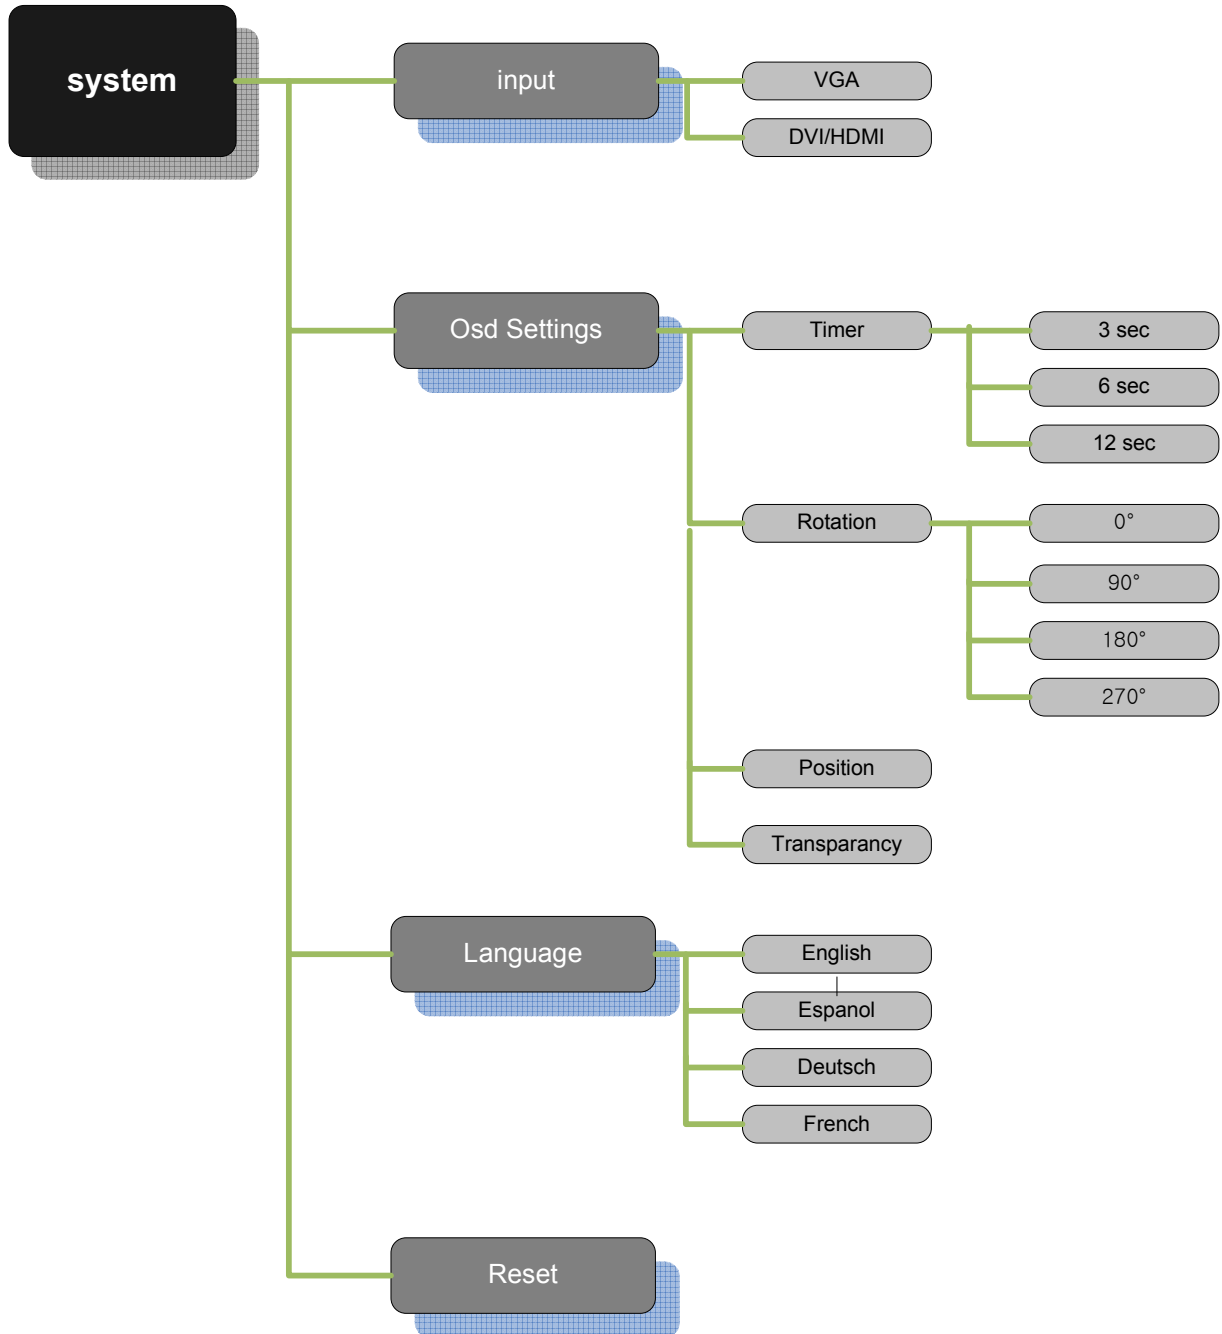 system
input
VGA
DVI/HDMI
Osd Settings
Timer
3 sec
6 sec
12 sec
Rotation
0°
90°
180°
270°
Position
Transparancy
Language
English
Espanol
Deutsch
French
Reset